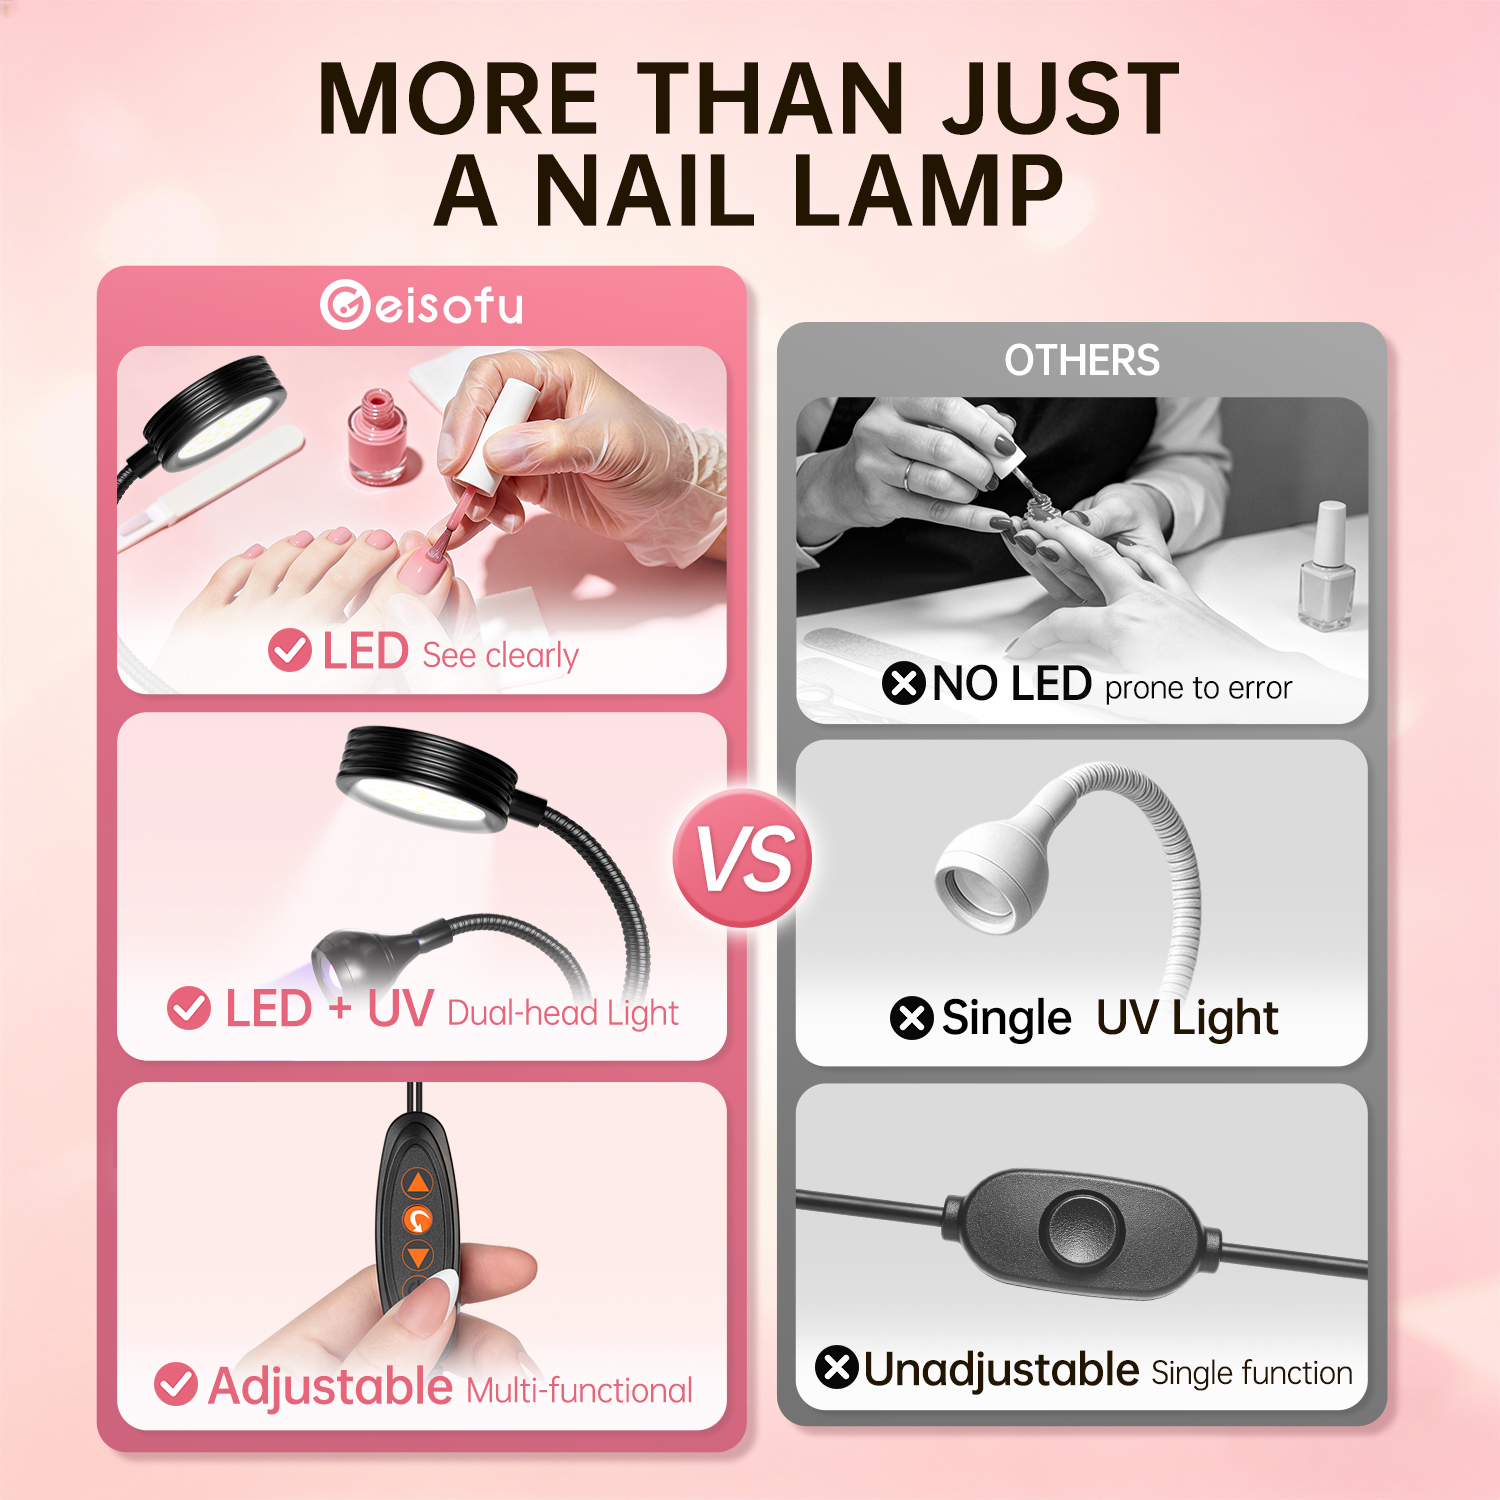 MORE THAN JUST
A NAIL LAMP
Geisofu
OTHERS
LED See clearly
NO LED prone to error
LED + UV Dual-head Light
VS
Single UV Light
Adjustable Multi-functional
Unadjustable Single function